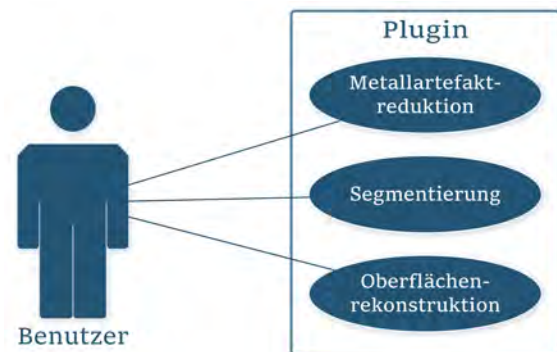 Plugin
Metallartefakt-
reduktion
Segmentierung
Oberflächen-
rekonstruktion
Benutzer